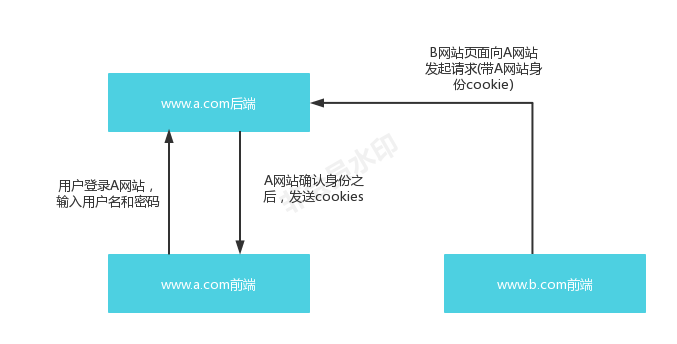 B网站页面向A网站
发起请求(带A网站身
份cookie)
www.a.com后端
用户登录A网站，
输入用户名和密码
A网站确认身份之
后，发送cookies
www.a.com前端
www.b.com前端